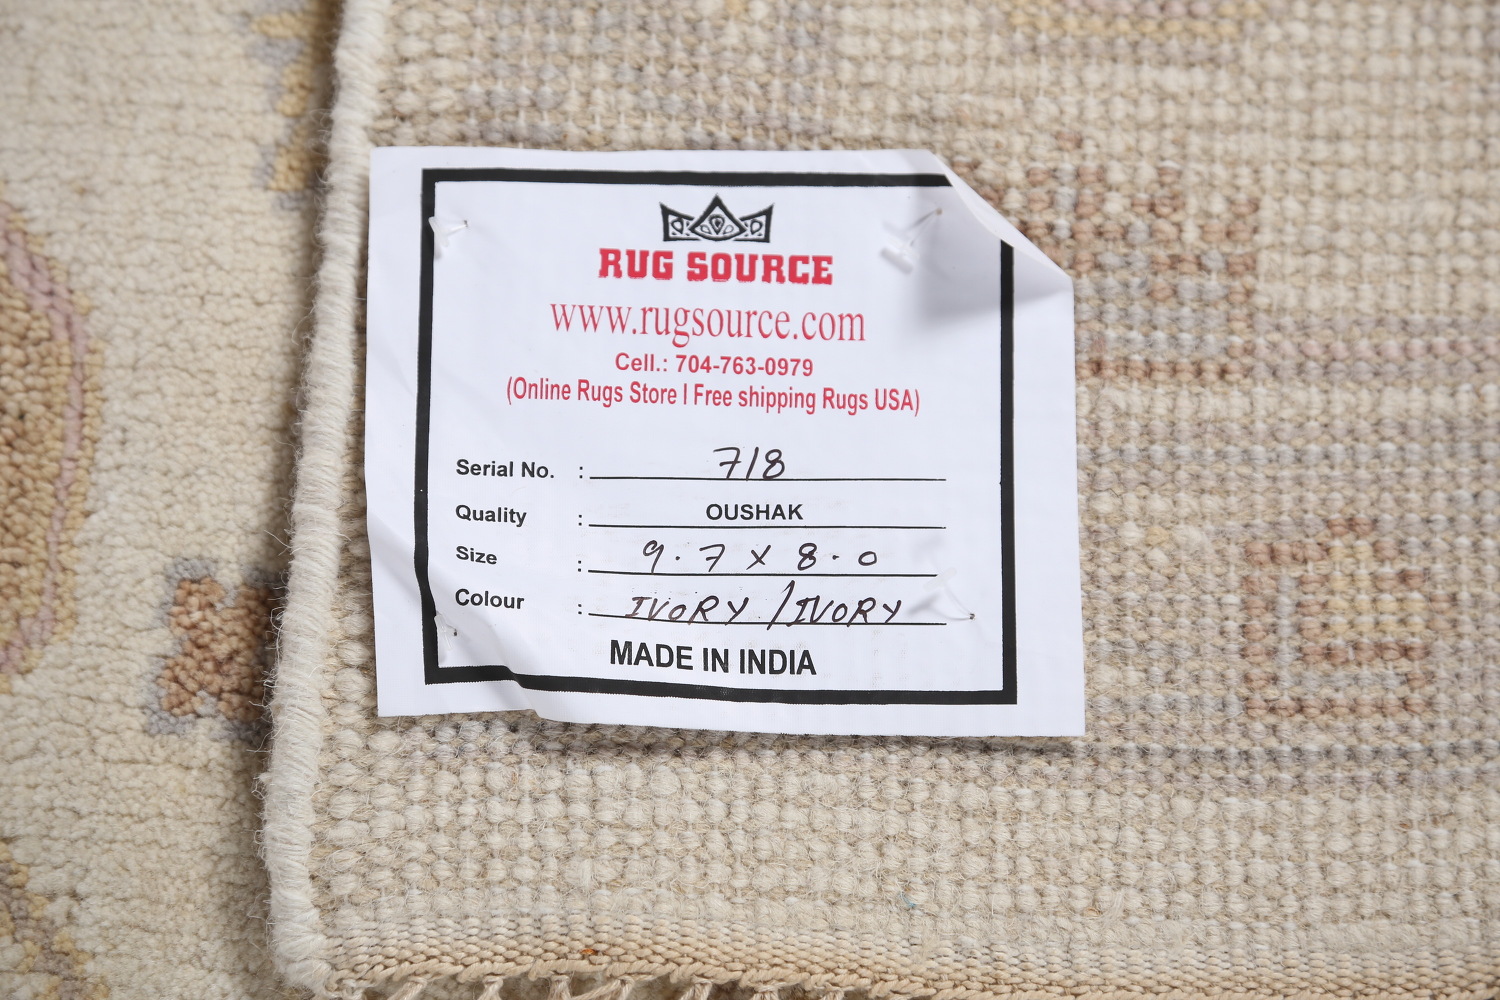 RUG SOURCE
www.rugsource.com
Cell.: 704-763-0979
(Online Rugs Store I Free shipping Rugs USA)
Serial No. : 718
Quality : OUSHAK
Size : 9.7 x 8.0
Colour : IVORY / IVORY
MADE IN INDIA